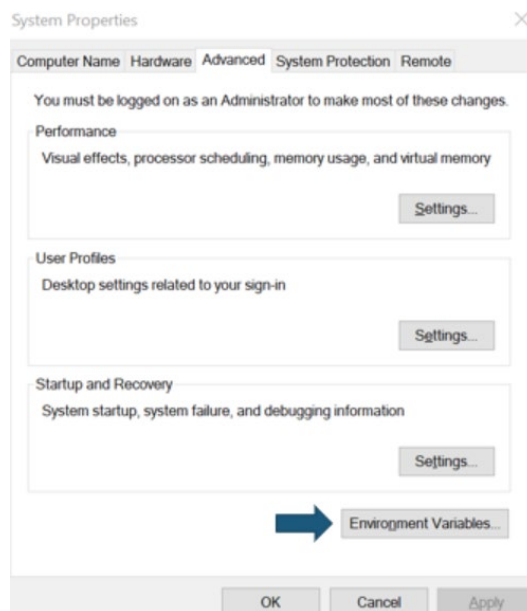 System Properties
Computer Name Hardware Advanced System Protection Remote
You must be logged on as an Administrator to make most of these changes.
Performance
Visual effects, processor scheduling, memory usage, and virtual memory
Settings...
User Profiles
Desktop settings related to your sign-in
Settings...
Startup and Recovery
System startup, system failure, and debugging information
Settings...
Environment Variables...
OK Cancel Apply